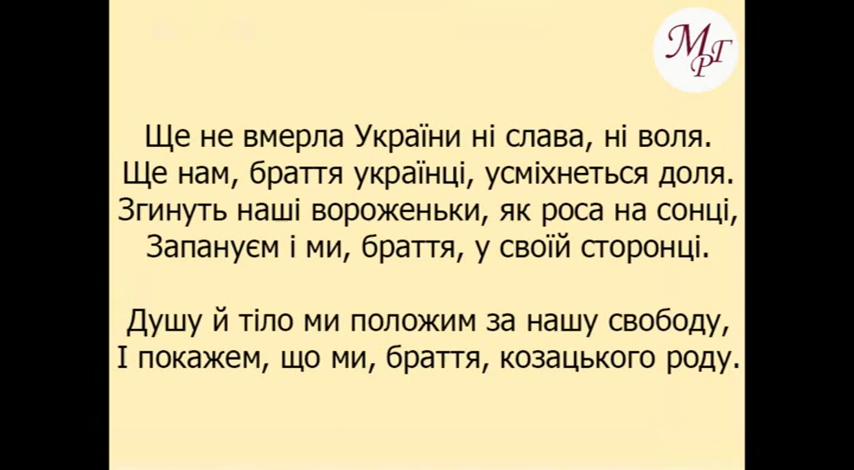 МРГ
Ще не вмерла України ні слава, ні воля.
Ще нам, браття українці, усміхнеться доля.
Згинуть наші вороженьки, як роса на сонці,
Запануєм і ми, браття, у своїй сторонці.
Душу й тіло ми положим за нашу свободу,
І покажем, що ми, браття, козацького роду.